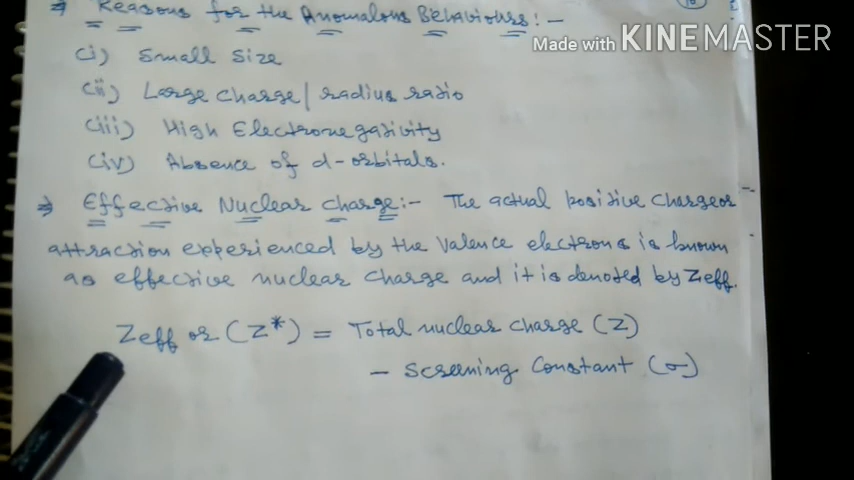 ⇒ Reasons for the Anomalous Behaviours:-
Made with KINEMASTER
(i) Small Size
(ii) Large Charge/radius ratio
(iii) High Electronegativity
(iv) Absence of d-orbitals.
⇒ Effective Nuclear Charge:- The actual positive charge or
attraction experienced by the Valence electrons is known
as effective nuclear charge and it is denoted by Zeff.
Zeff or (Z*) = Total nuclear charge (Z)
- Screening Constant (σ)